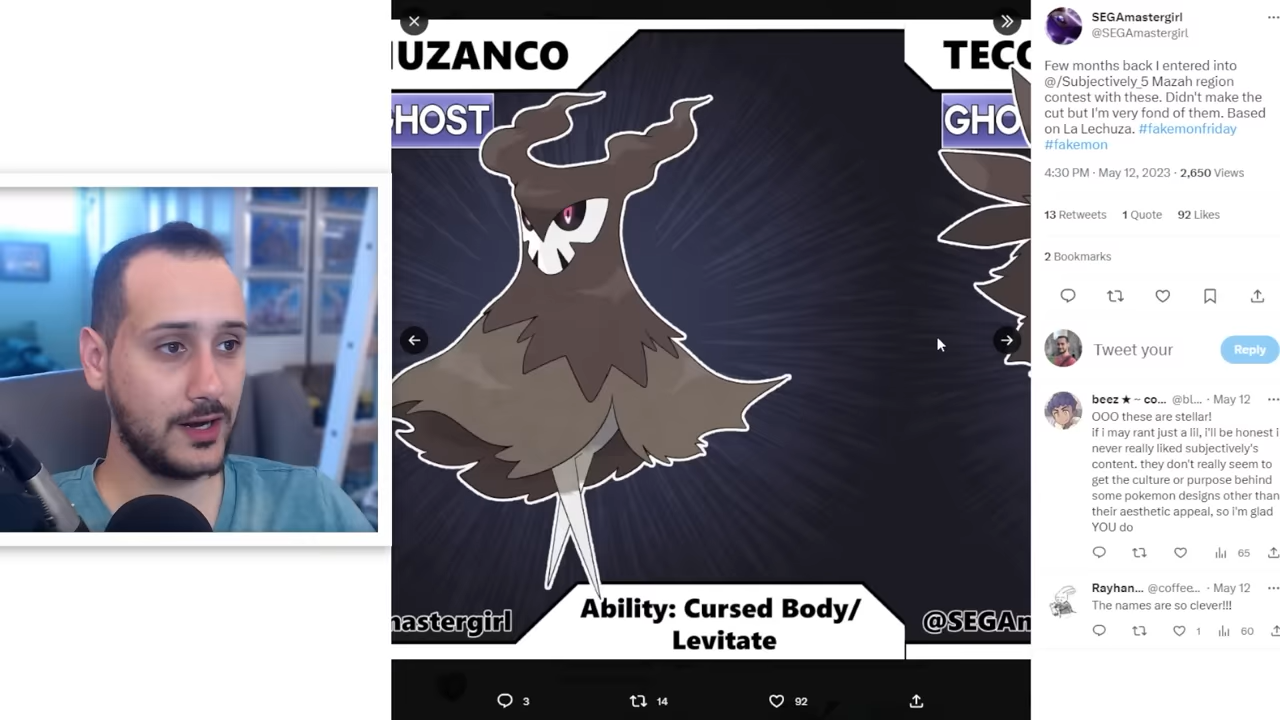 UZANCO
GHOST
Ability: Cursed Body/
Levitate
mastergirl
TECO
GHO
@SEGAm
3
14
92
SEGAmastergirl
@SEGAmastergirl
Few months back I entered into
@/Subjectively_5 Mazah region
contest with these. Didn't make the
cut but I'm very fond of them. Based
on La Lechuza. #fakemonfriday
#fakemon
4:30 PM · May 12, 2023 · 2,650 Views
13 Retweets 1 Quote 92 Likes
2 Bookmarks
Tweet your
Reply
beez ★ ~ co... @bl... · May 12
OOO these are stellar!
if i may rant just a lil, i'll be honest i
never really liked subjectively's
content. they don't really seem to
get the culture or purpose behind
some pokemon designs other than
their aesthetic appeal, so i'm glad
YOU do
65
Rayhan... @coffee... · May 12
The names are so clever!!!
1
60